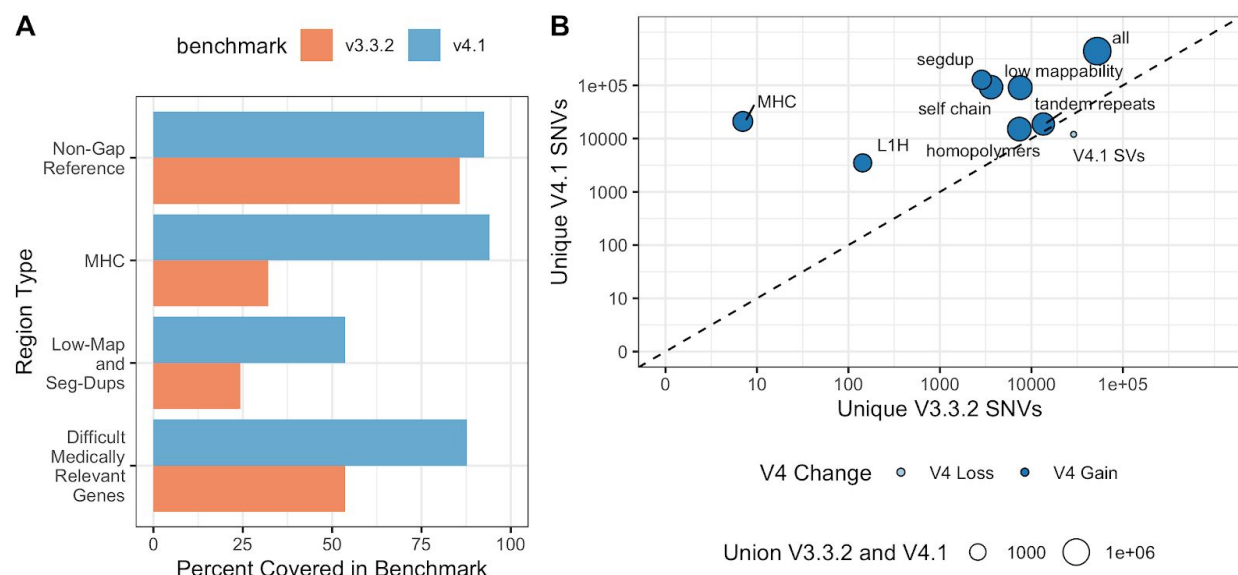 A
benchmark v3.3.2 v4.1
Region Type
Non-Gap
Reference
MHC
Low-Map
and
Seg-Dups
Difficult
Medically
Relevant
Genes
0 25 50 75 100
Percent Covered in Benchmark
B
Unique V4.1 SNVs
1e+05
10000
1000
100
10
0
all
segdup
low mappability
MHC
self chain
tandem repeats
homopolymers
L1H
V4.1 SVs
0 10 100 1000 10000 1e+05
Unique V3.3.2 SNVs
V4 Change V4 Loss V4 Gain
Union V3.3.2 and V4.1 1000 1e+06